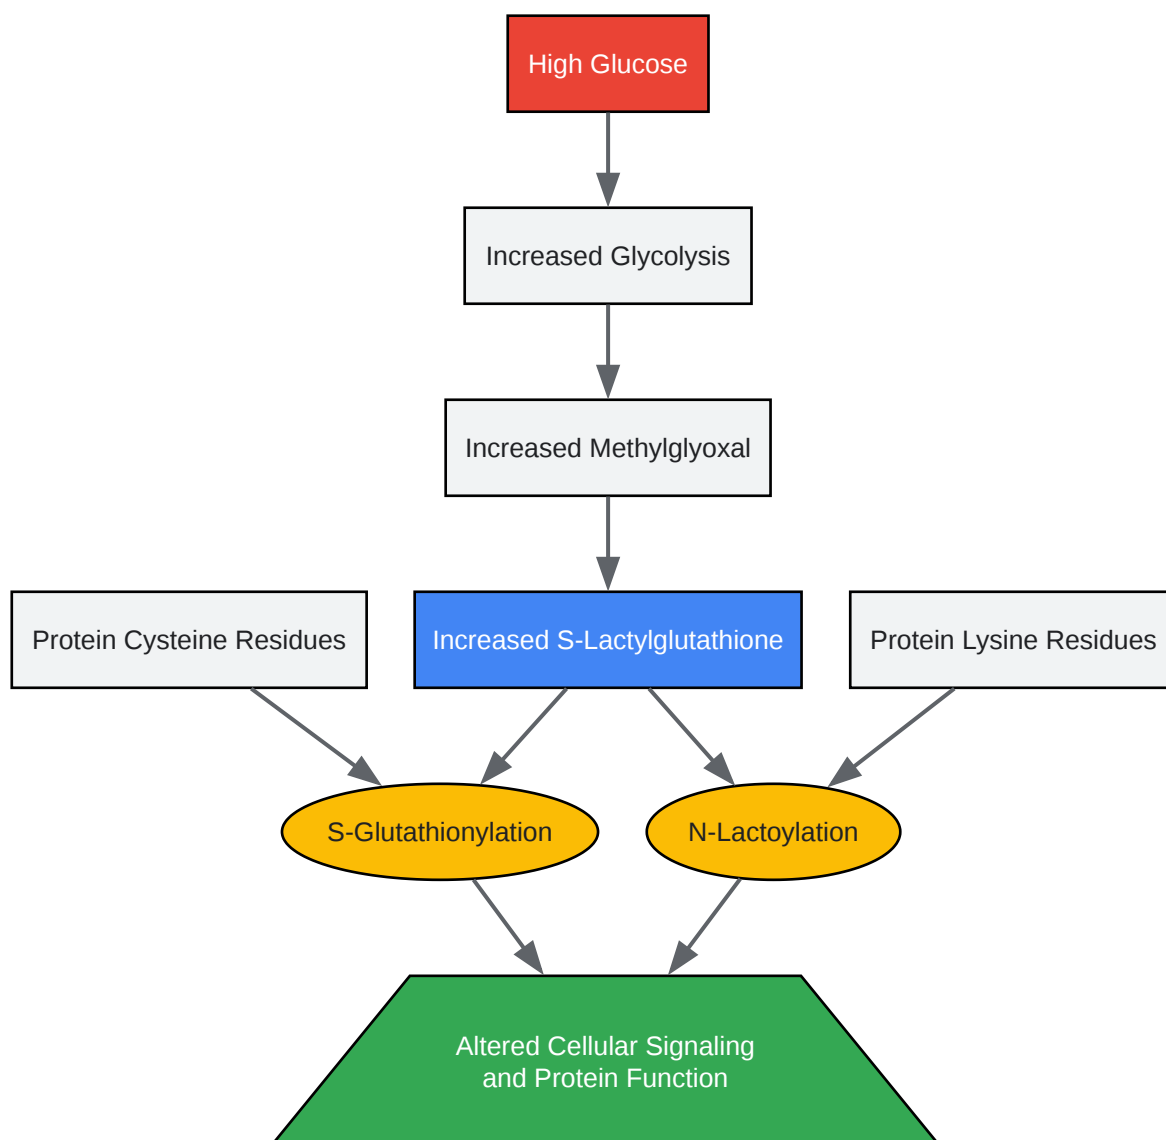 High Glucose
Increased Glycolysis
Increased Methylglyoxal
Protein Cysteine Residues
Increased S-Lactylglutathione
Protein Lysine Residues
S-Glutathionylation
N-Lactoylation
Altered Cellular Signaling
and Protein Function